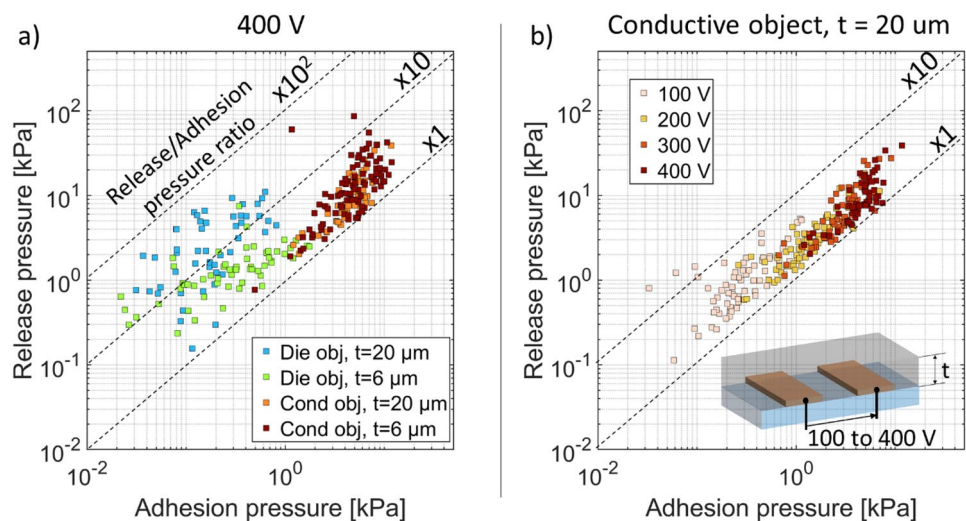 a)
400 V
Release pressure [kPa]
10²
10¹
10⁰
10⁻¹
10⁻²
Release/Adhesion
pressure ratio
x10²
x10
x1
Die obj, t=20 µm
Die obj, t=6 µm
Cond obj, t=20 µm
Cond obj, t=6 µm
10⁻²
10⁰
Adhesion pressure [kPa]
b)
Conductive object, t = 20 um
Release pressure [kPa]
10²
10¹
10⁰
10⁻¹
10⁻²
100 V
200 V
300 V
400 V
x10
x1
t
100 to 400 V
10⁻²
10⁰
Adhesion pressure [kPa]